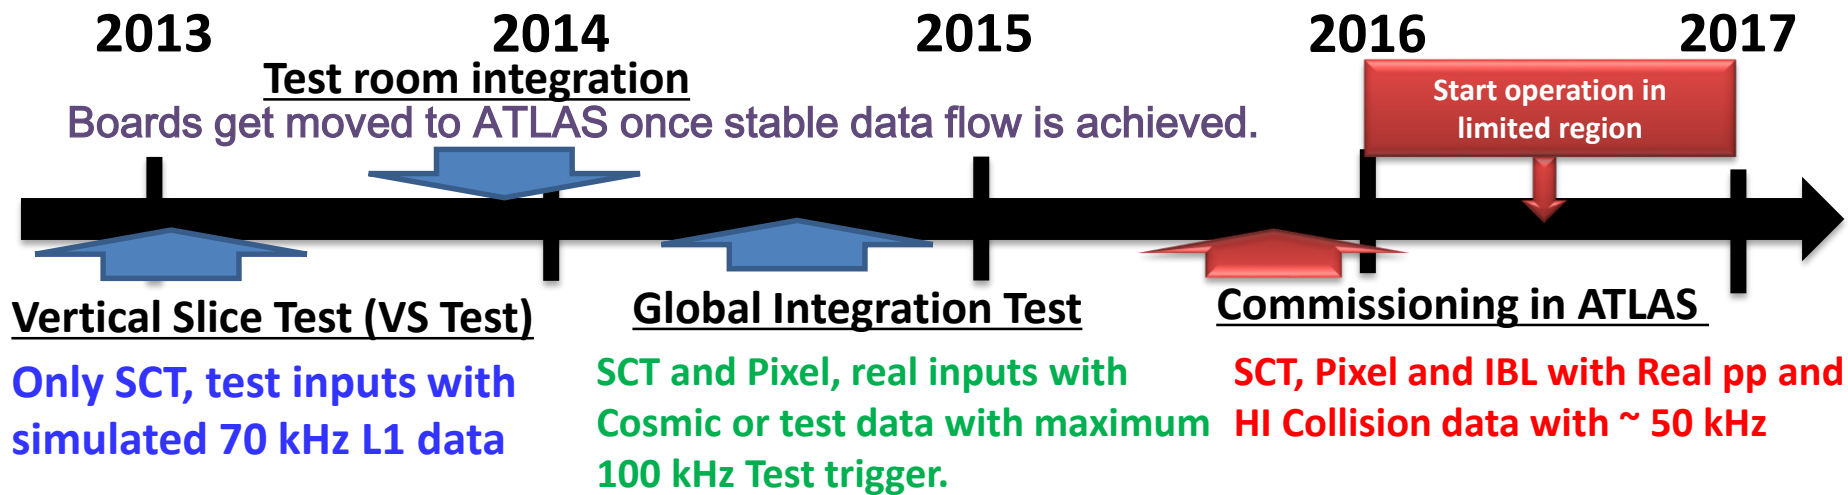 2013 2014 2015 2016 2017
Test room integration
Boards get moved to ATLAS once stable data flow is achieved.
Start operation in
limited region
Vertical Slice Test (VS Test)
Only SCT, test inputs with
simulated 70 kHz L1 data
Global Integration Test
SCT and Pixel, real inputs with
Cosmic or test data with maximum
100 kHz Test trigger.
Commissioning in ATLAS
SCT, Pixel and IBL with Real pp and
HI Collision data with ~ 50 kHz